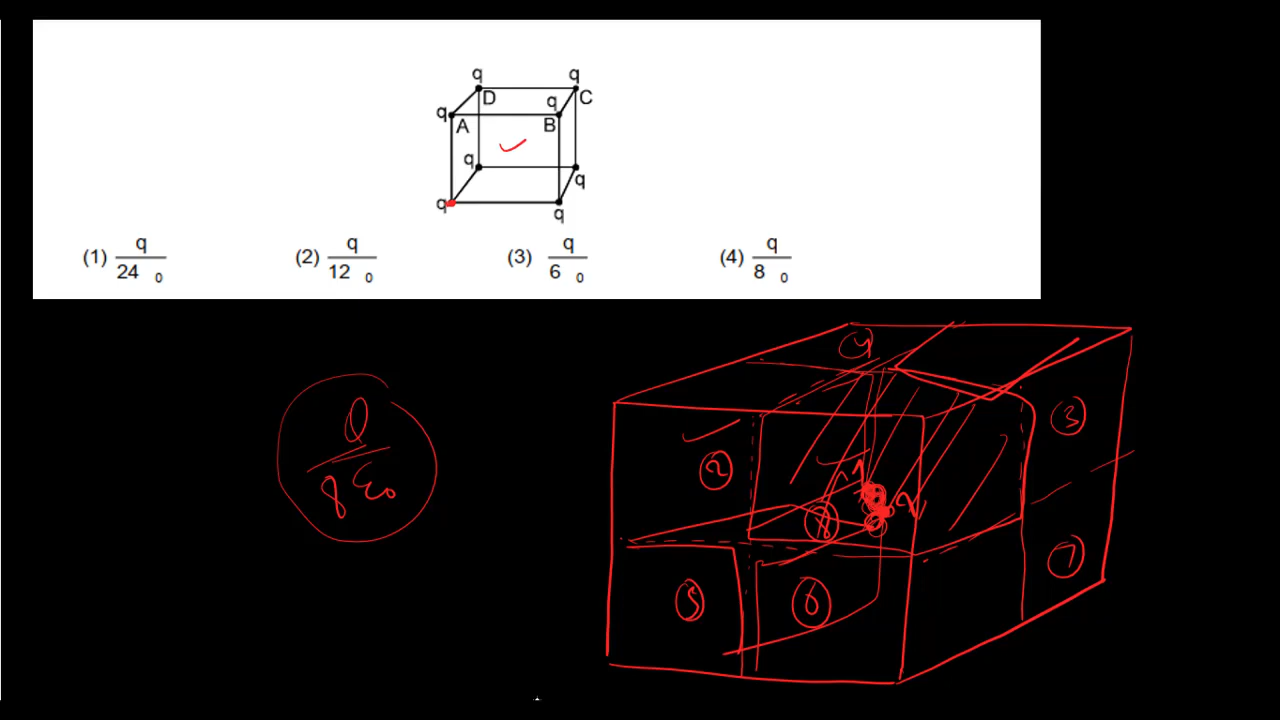 q q
D q C
q A B
q q
q q
(1) q/24 0 (2) q/12 0 (3) q/6 0 (4) q/8 0
4
Q/8ε0
2 3
1 q
8
5 6 7